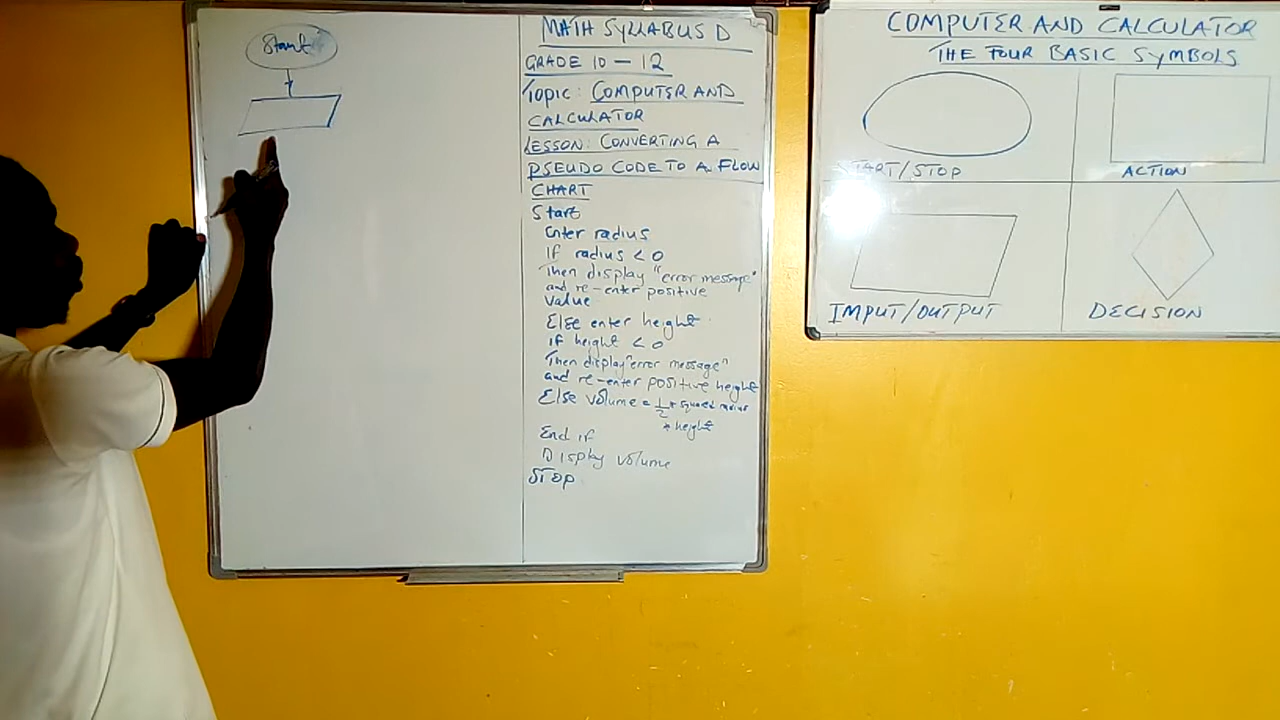 Start
MATH SYLLABUS D
GRADE 10 - 12
Topic: COMPUTER AND
CALCULATOR
LESSON: CONVERTING A
PSEUDO CODE TO A FLOW
CHART
Start
Enter radius
If radius < 0
Then display "error message"
and re-enter positive
value
Else enter height
if height < 0
Then display "error message"
and re-enter positive height
Else volume = 1/2 * squared radius
* height
End if
Display volume
STOP
COMPUTER AND CALCULATOR
THE FOUR BASIC SYMBOLS
START/STOP
ACTION
IMPUT/OUTPUT
DECISION